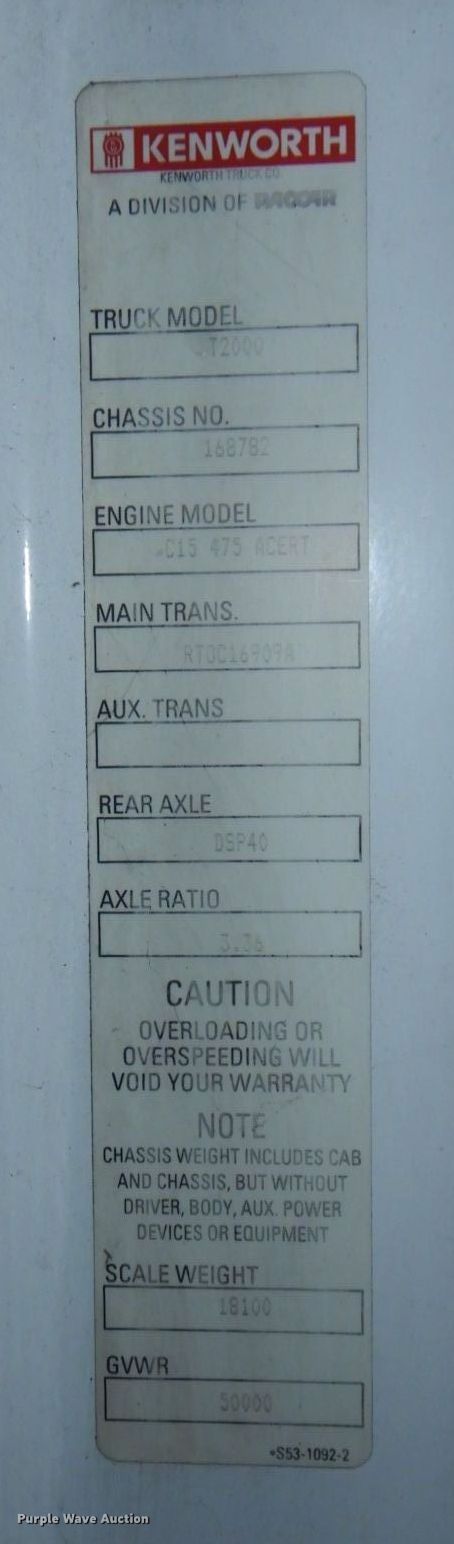 KENWORTH
KENWORTH TRUCK CO.
A DIVISION OF PACCAR
TRUCK MODEL
T2000
CHASSIS NO.
168782
ENGINE MODEL
C15 475 ACERT
MAIN TRANS.
RTOC16909A
AUX. TRANS
REAR AXLE
DSP40
AXLE RATIO
3.36
CAUTION
OVERLOADING OR
OVERSPEEDING WILL
VOID YOUR WARRANTY
NOTE
CHASSIS WEIGHT INCLUDES CAB
AND CHASSIS, BUT WITHOUT
DRIVER, BODY, AUX. POWER
DEVICES OR EQUIPMENT
SCALE WEIGHT
18100
GVWR
50000
•S53-1092-2
Purple Wave Auction